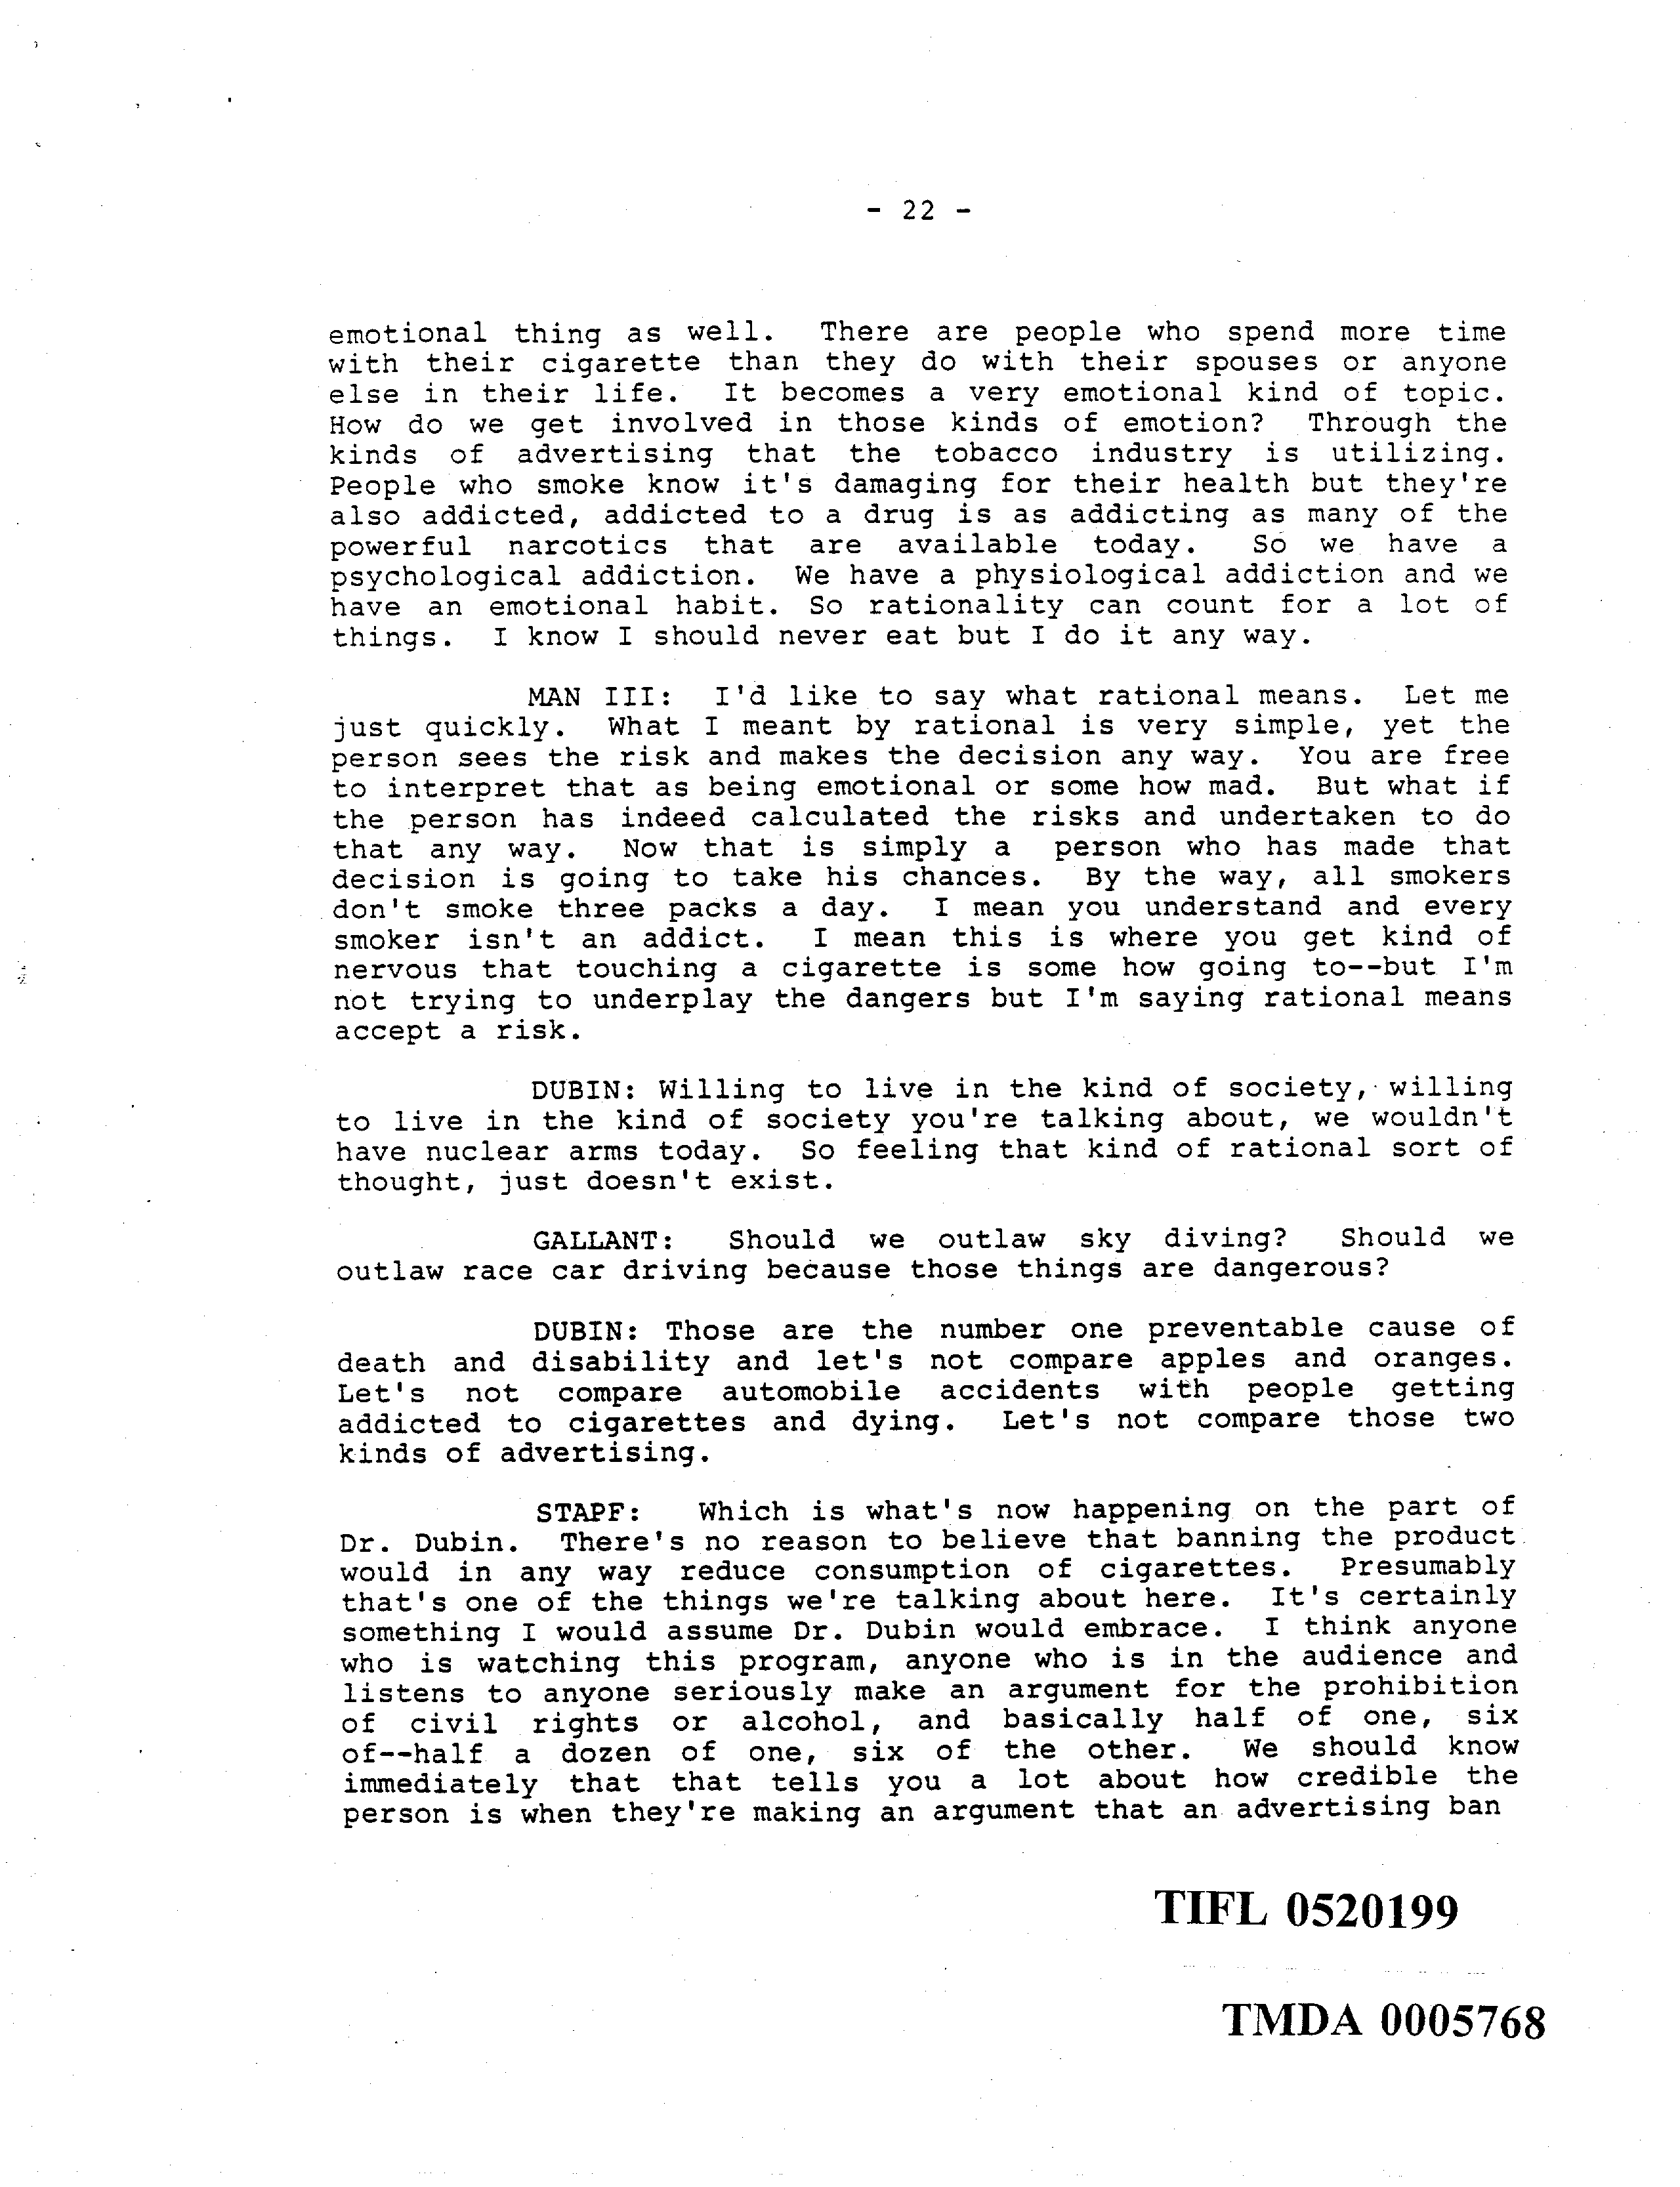 - 22 -
emotional thing as well. There are people who spend more time
with their cigarette than they do with their spouses or anyone
else in their life. It becomes a very emotional kind of topic.
How do we get involved in those kinds of emotion? Through the
kinds of advertising that the tobacco industry is utilizing.
People who smoke know it's damaging for their health but they're
also addicted, addicted to a drug is as addicting as many of the
powerful narcotics that are available today. So we have a
psychological addiction. We have a physiological addiction and we
have an emotional habit. So rationality can count for a lot of
things. I know I should never eat but I do it any way.
MAN III: I'd like to say what rational means. Let me
just quickly. What I meant by rational is very simple, yet the
person sees the risk and makes the decision any way. You are free
to interpret that as being emotional or some how mad. But what if
the person has indeed calculated the risks and undertaken to do
that any way. Now that is simply a person who has made that
decision is going to take his chances. By the way, all smokers
don't smoke three packs a day. I mean you understand and every
smoker isn't an addict. I mean this is where you get kind of
nervous that touching a cigarette is some how going to--but I'm
not trying to underplay the dangers but I'm saying rational means
accept a risk.
DUBIN: Willing to live in the kind of society, willing
to live in the kind of society you're talking about, we wouldn't
have nuclear arms today. So feeling that kind of rational sort of
thought, just doesn't exist.
GALLANT: Should we outlaw sky diving? Should we
outlaw race car driving because those things are dangerous?
DUBIN: Those are the number one preventable cause of
death and disability and let's not compare apples and oranges.
Let's not compare automobile accidents with people getting
addicted to cigarettes and dying. Let's not compare those two
kinds of advertising.
STAPF: Which is what's now happening on the part of
Dr. Dubin. There's no reason to believe that banning the product
would in any way reduce consumption of cigarettes. Presumably
that's one of the things we're talking about here. It's certainly
something I would assume Dr. Dubin would embrace. I think anyone
who is watching this program, anyone who is in the audience and
listens to anyone seriously make an argument for the prohibition
of civil rights or alcohol, and basically half of one, six
of--half a dozen of one, six of the other. We should know
immediately that that tells you a lot about how credible the
person is when they're making an argument that an advertising ban
TIFL 0520199
TMDA 0005768